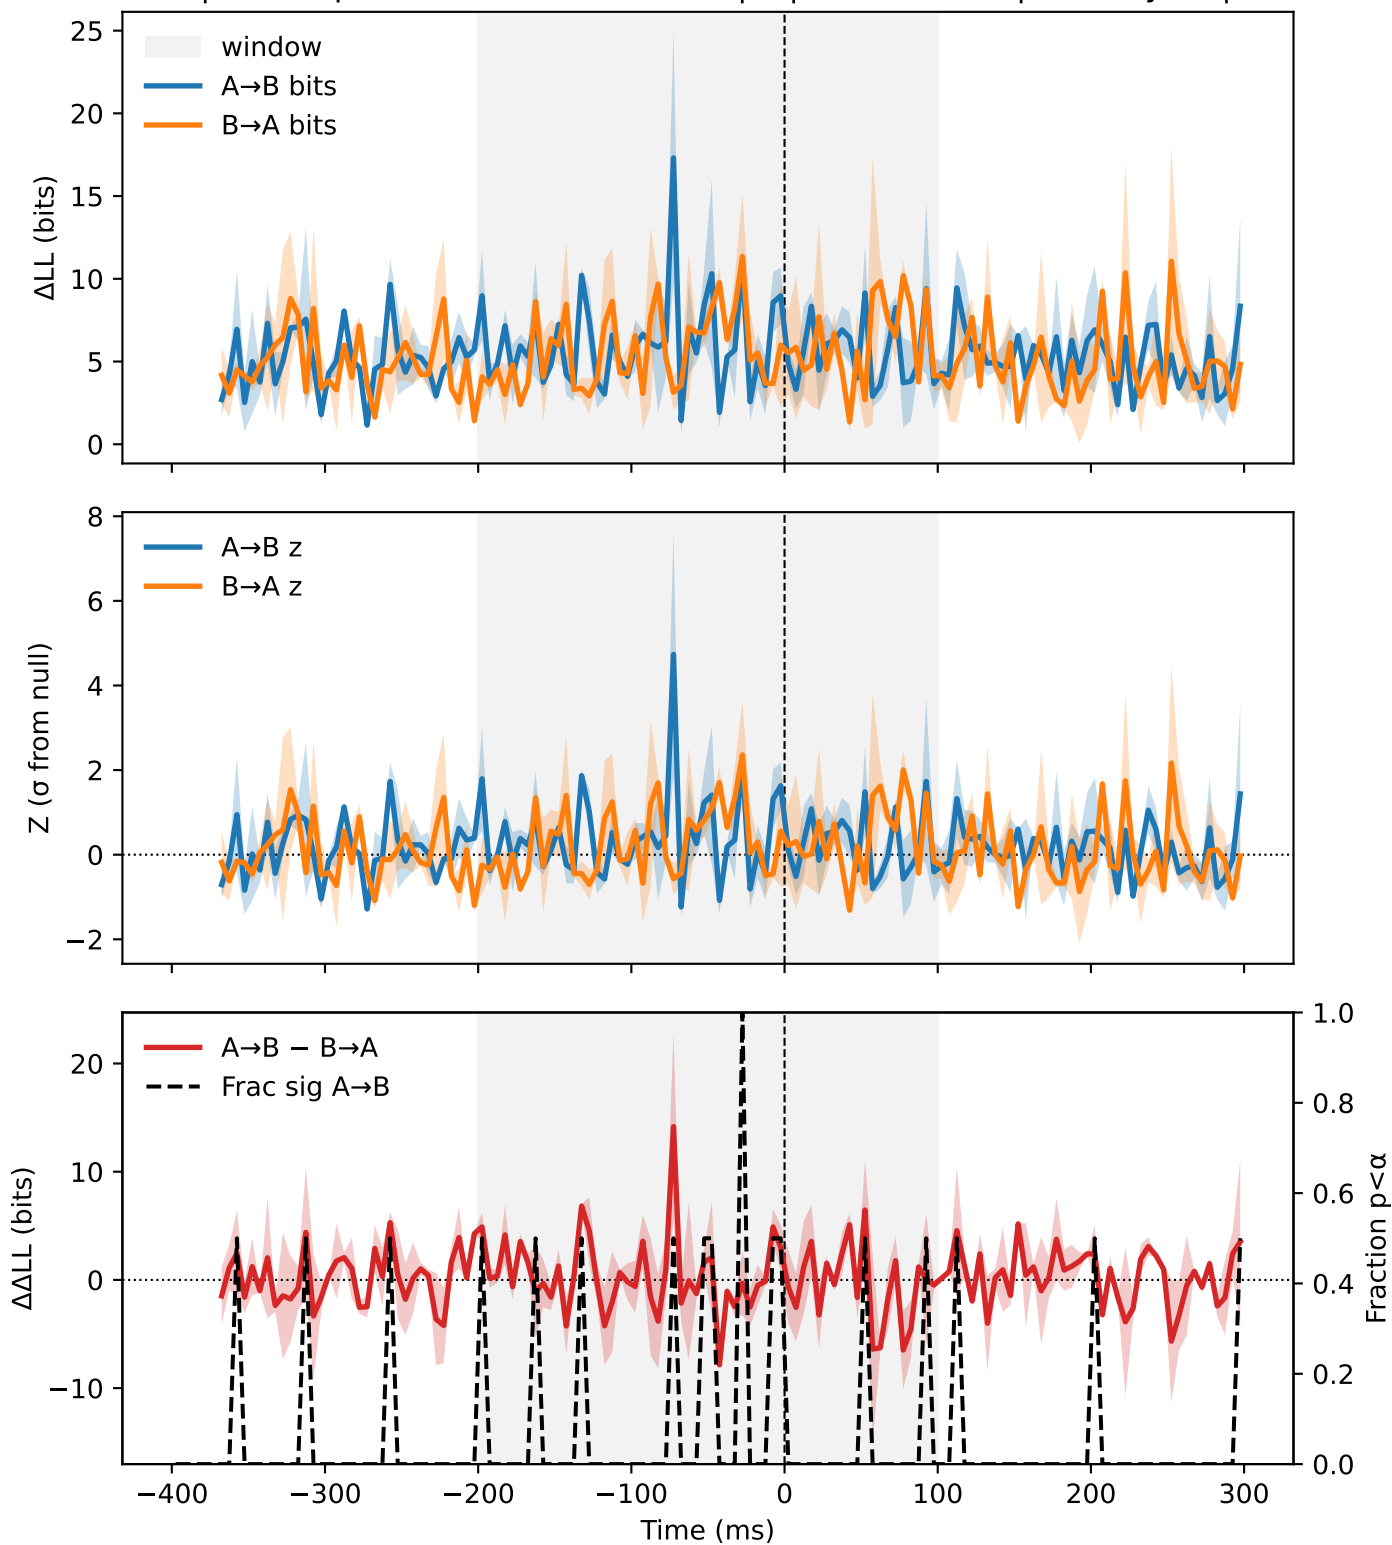 25
20
15
10
5
0
ΔLL (bits)
window
A→B bits
B→A bits
8
6
4
2
0
−2
Z (σ from null)
A→B z
B→A z
20
10
0
−10
ΔΔLL (bits)
A→B − B→A
Frac sig A→B
1.0
0.8
0.6
0.4
0.2
0.0
Fraction p<α
−400 −300 −200 −100 0 100 200 300
Time (ms)